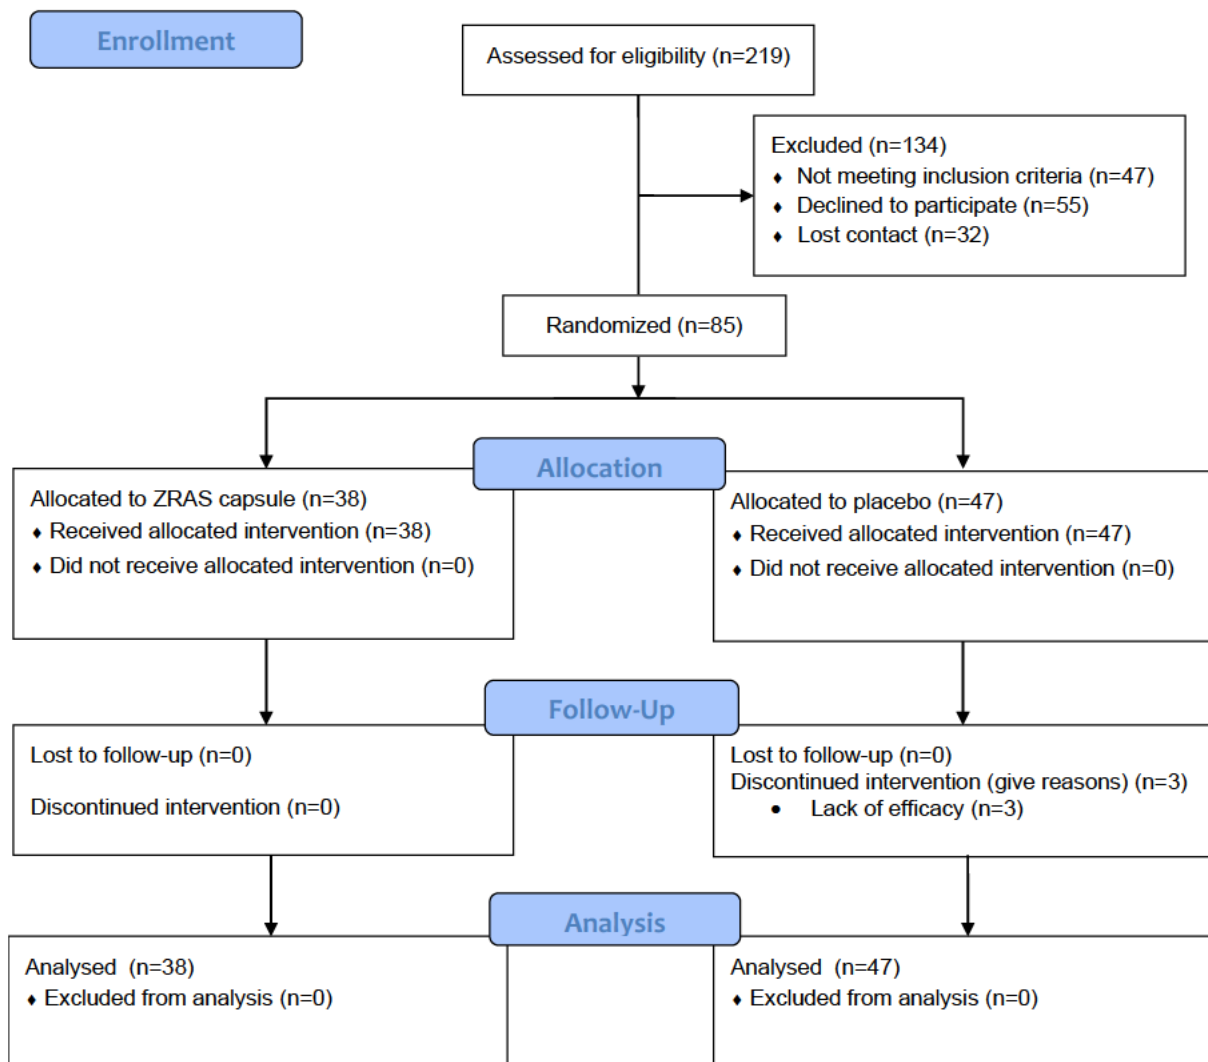 Enrollment
Assessed for eligibility (n=219)
Excluded (n=134)
♦ Not meeting inclusion criteria (n=47)
♦ Declined to participate (n=55)
♦ Lost contact (n=32)
Randomized (n=85)
Allocation
Allocated to ZRAS capsule (n=38)
♦ Received allocated intervention (n=38)
♦ Did not receive allocated intervention (n=0)
Allocated to placebo (n=47)
♦ Received allocated intervention (n=47)
♦ Did not receive allocated intervention (n=0)
Follow-Up
Lost to follow-up (n=0)
Discontinued intervention (n=0)
Lost to follow-up (n=0)
Discontinued intervention (give reasons) (n=3)
• Lack of efficacy (n=3)
Analysis
Analysed (n=38)
♦ Excluded from analysis (n=0)
Analysed (n=47)
♦ Excluded from analysis (n=0)